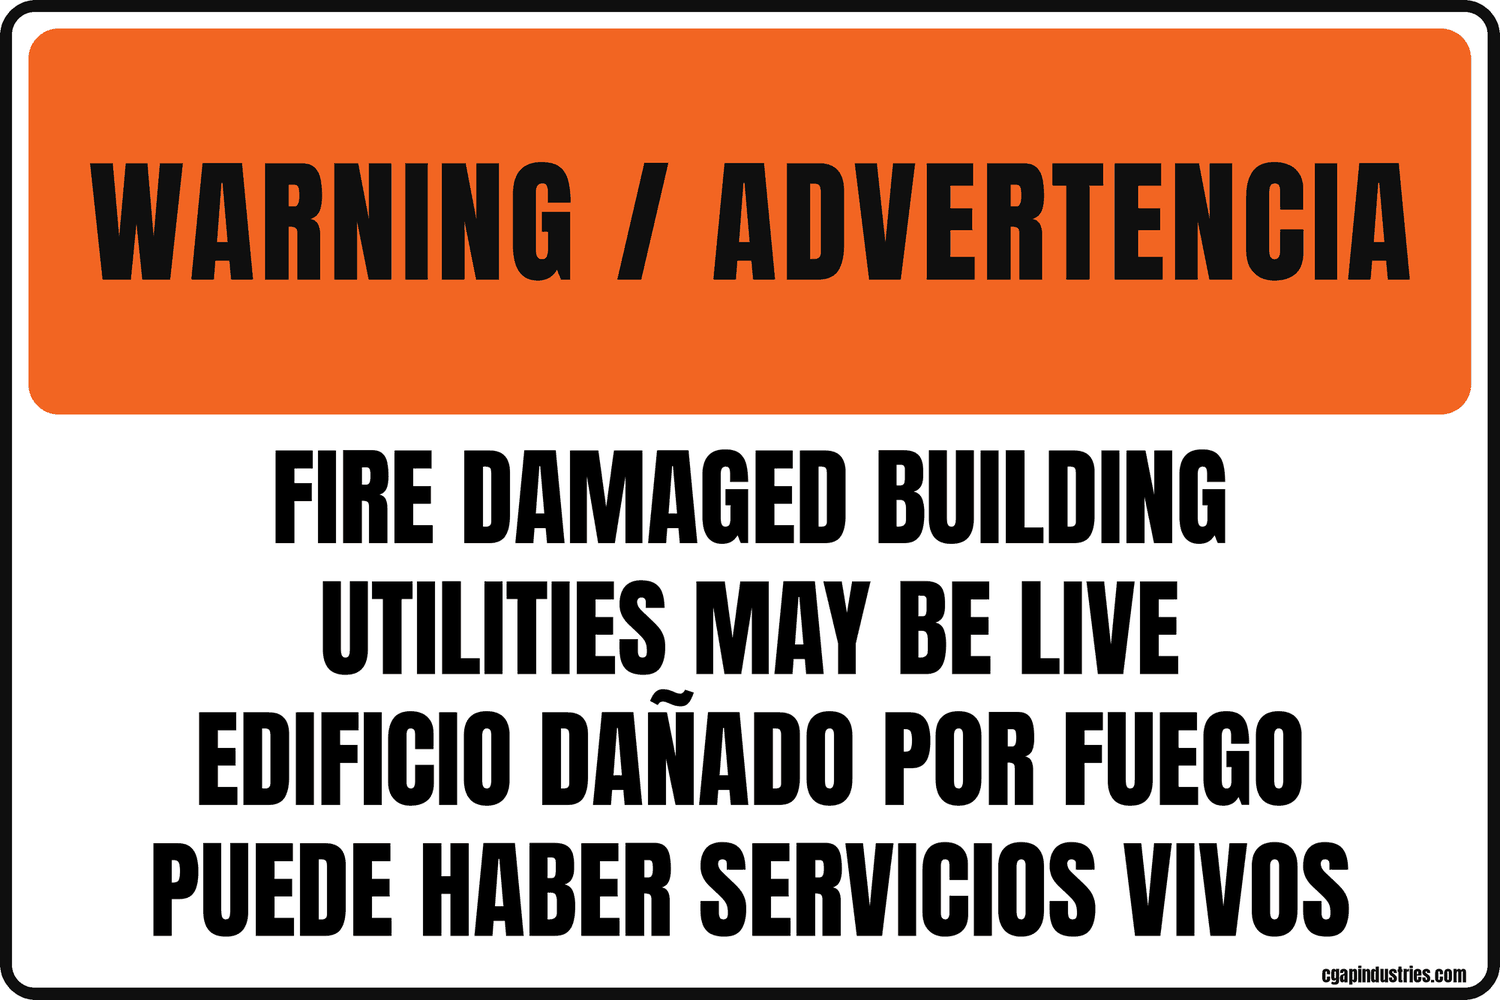 WARNING / ADVERTENCIA
FIRE DAMAGED BUILDING
UTILITIES MAY BE LIVE
EDIFICIO DAÑADO POR FUEGO
PUEDE HABER SERVICIOS VIVOS
cgapindustries.com